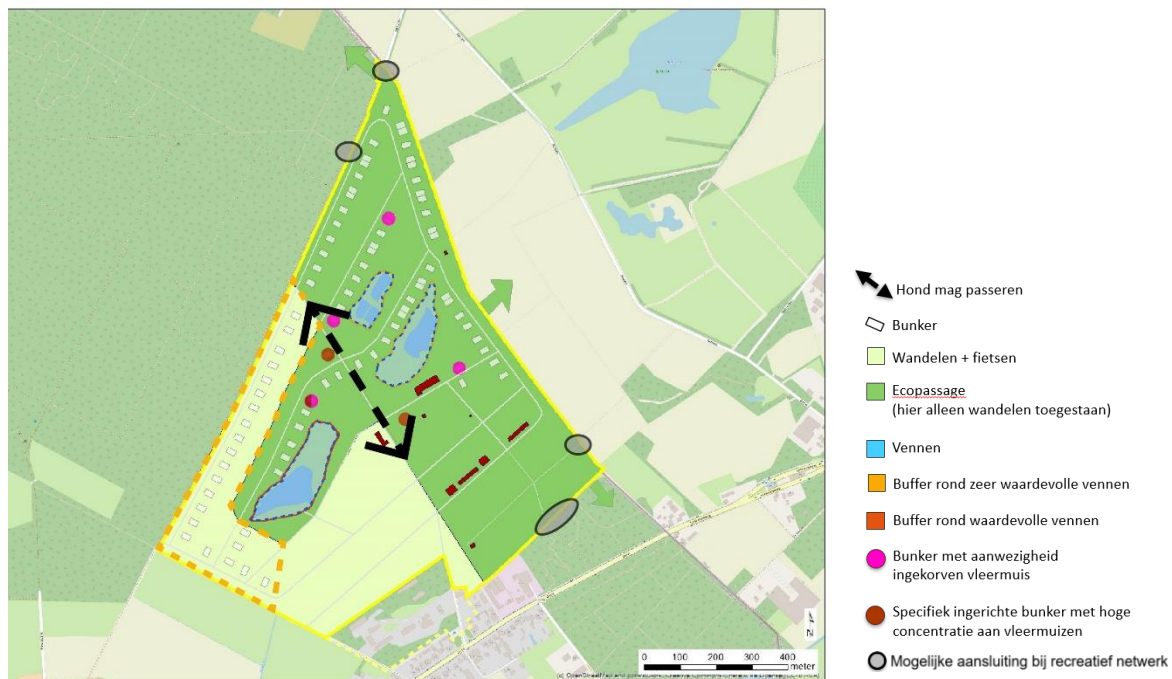 Hond mag passeren
Bunker
Wandelen + fietsen
Ecopassage
(hier alleen wandelen toegestaan)
Vennen
Buffer rond zeer waardevolle vennen
Buffer rond waardevolle vennen
Bunker met aanwezigheid
ingekorven vleermuis
Specifiek ingerichte bunker met hoge
concentratie aan vleermuizen
Mogelijke aansluiting bij recreatief netwerk
N
0 100 200 300 400
meter